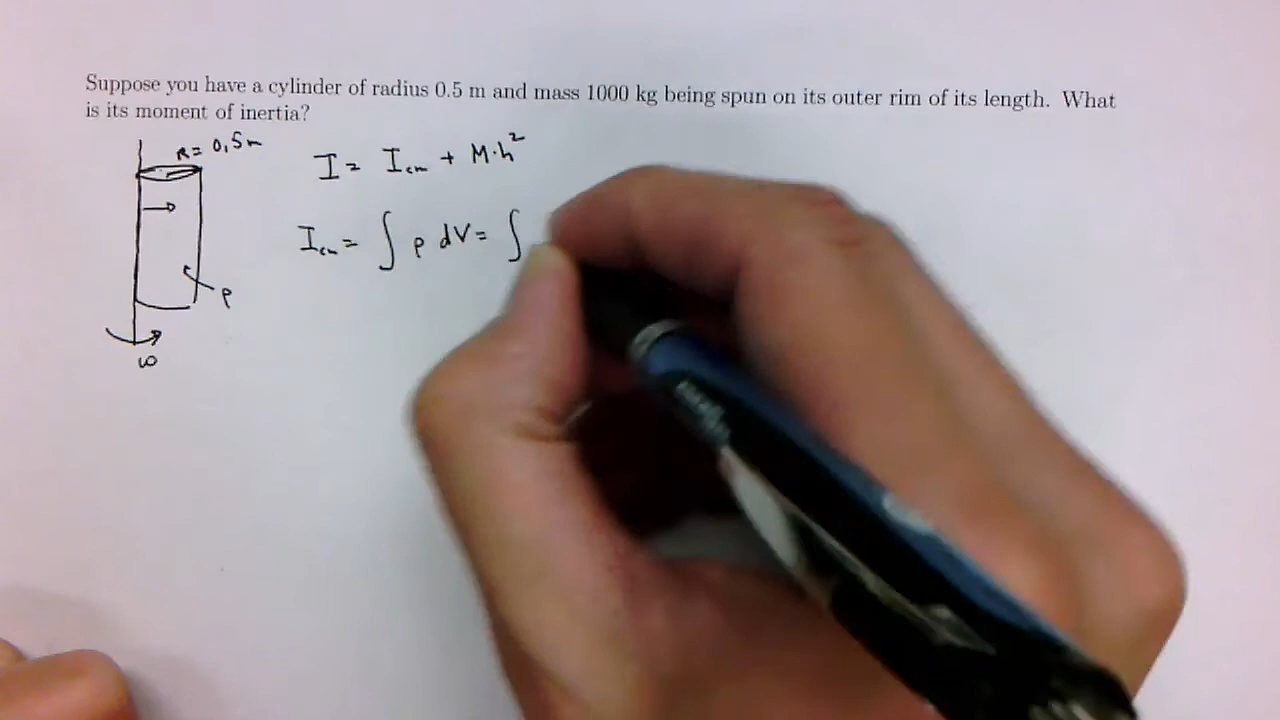 Suppose you have a cylinder of radius 0.5 m and mass 1000 kg being spun on its outer rim of its length. What
is its moment of inertia?
R = 0,5m
I = Icm + M·h²
Icm = ∫ ρ dV = ∫
ρ
ω